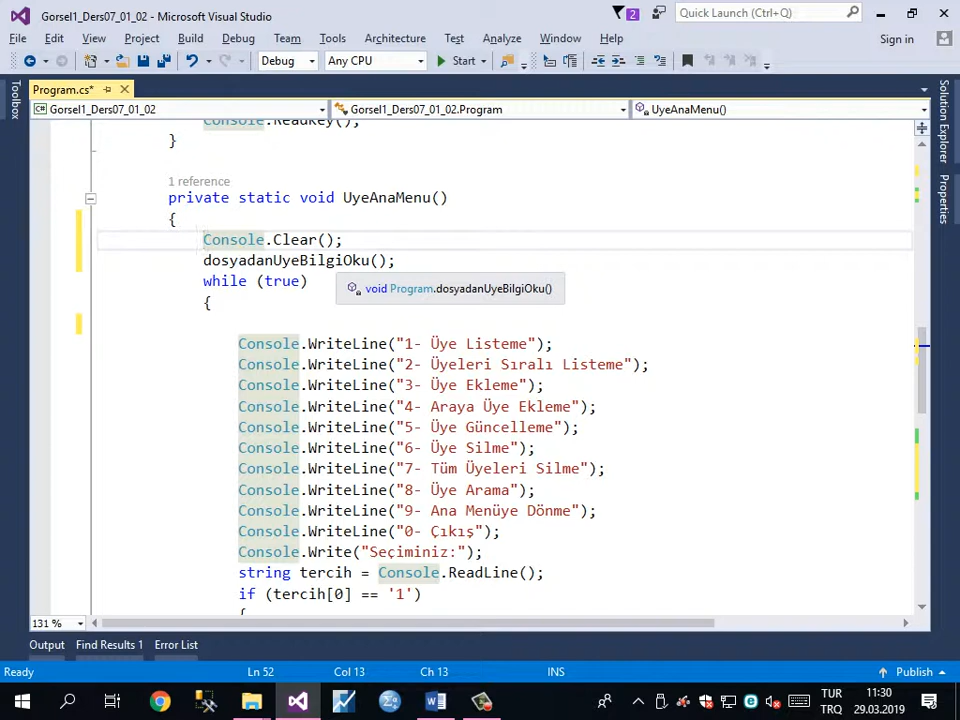 Gorsel1_Ders07_01_02 - Microsoft Visual Studio
2
Quick Launch (Ctrl+Q)
File Edit View Project Build Debug Team Tools Architecture Test Analyze Window Help
Sign in
Debug Any CPU Start
Program.cs*
Toolbox
Gorsel1_Ders07_01_02 Gorsel1_Ders07_01_02.Program UyeAnaMenu()
Solution Explorer
Properties
Console.ReadKey();
}
1 reference
private static void UyeAnaMenu()
{
Console.Clear();
dosyadanUyeBilgiOku();
while (true)
void Program.dosyadanUyeBilgiOku()
{
Console.WriteLine("1- Üye Listeme");
Console.WriteLine("2- Üyeleri Sıralı Listeme");
Console.WriteLine("3- Üye Ekleme");
Console.WriteLine("4- Araya Üye Ekleme");
Console.WriteLine("5- Üye Güncelleme");
Console.WriteLine("6- Üye Silme");
Console.WriteLine("7- Tüm Üyeleri Silme");
Console.WriteLine("8- Üye Arama");
Console.WriteLine("9- Ana Menüye Dönme");
Console.WriteLine("0- Çıkış");
Console.Write("Seçiminiz:");
string tercih = Console.ReadLine();
if (tercih[0] == '1')
{
131 %
Output Find Results 1 Error List
Ready Ln 52 Col 13 Ch 13 INS Publish
TUR 11:30
TRQ 29.03.2019